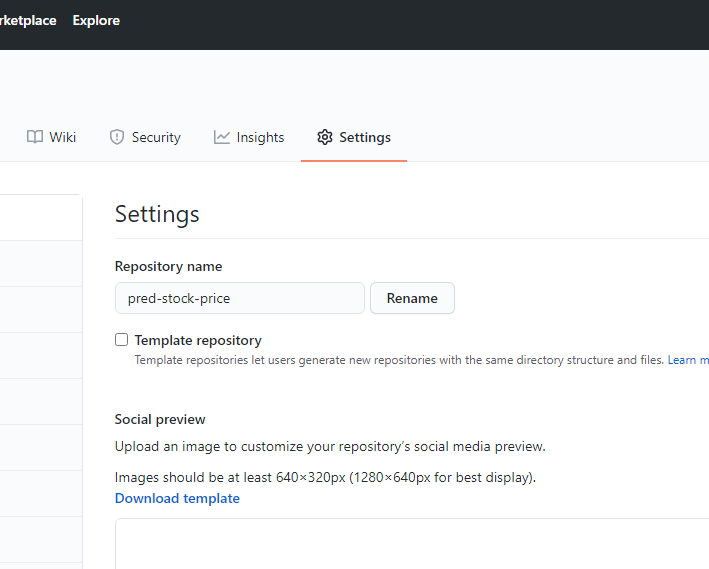 Explore
Wiki Security Insights Settings
Settings
Repository name
pred-stock-price Rename
Template repository
Template repositories let users generate new repositories with the same directory structure and files. Learn
Social preview
Upload an image to customize your repository’s social media preview.
Images should be at least 640×320px (1280×640px for best display).
Download template